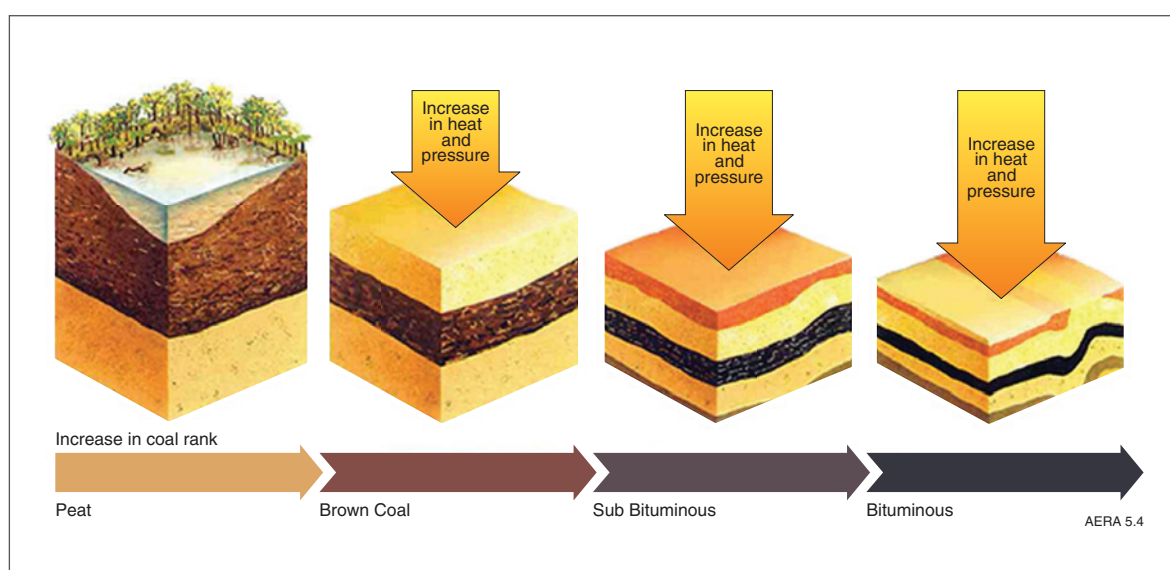 Increase
in heat
and
pressure
Increase
in heat
and
pressure
Increase
in heat
and
pressure
Increase in coal rank
Peat
Brown Coal
Sub Bituminous
Bituminous
AERA 5.4